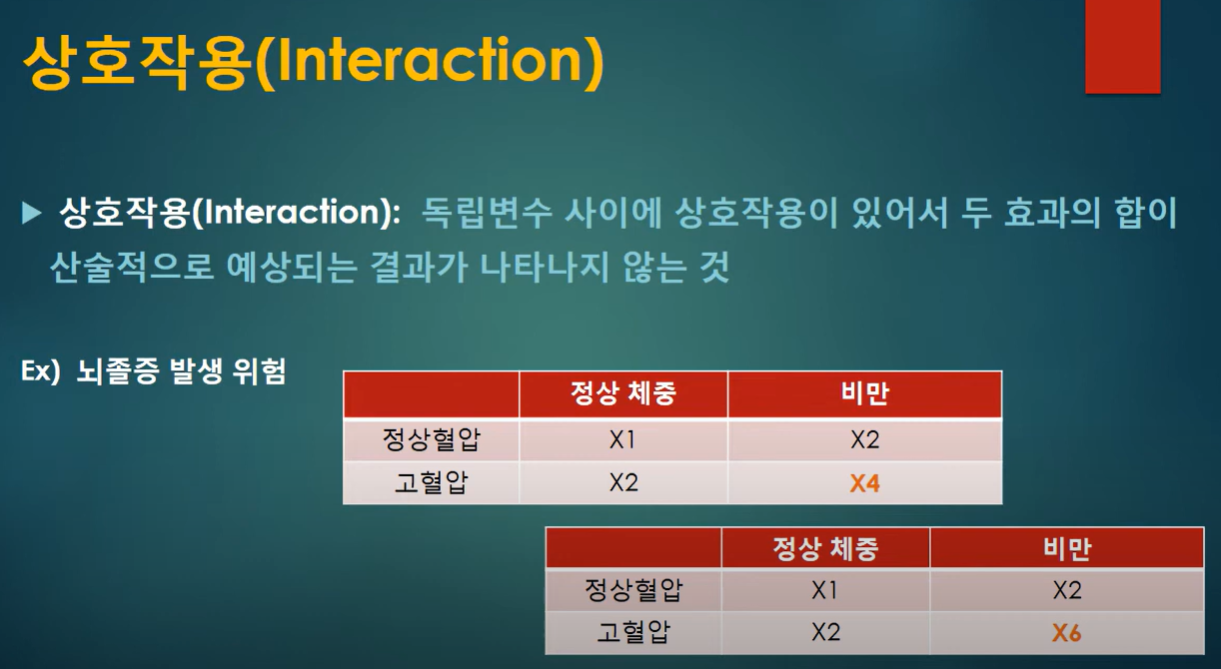 상호작용(Interaction)
▶ 상호작용(Interaction): 독립변수 사이에 상호작용이 있어서 두 효과의 합이
산술적으로 예상되는 결과가 나타나지 않는 것
Ex) 뇌졸증 발생 위험
정상 체중 비만
정상혈압 X1 X2
고혈압 X2 X4
정상 체중 비만
정상혈압 X1 X2
고혈압 X2 X6